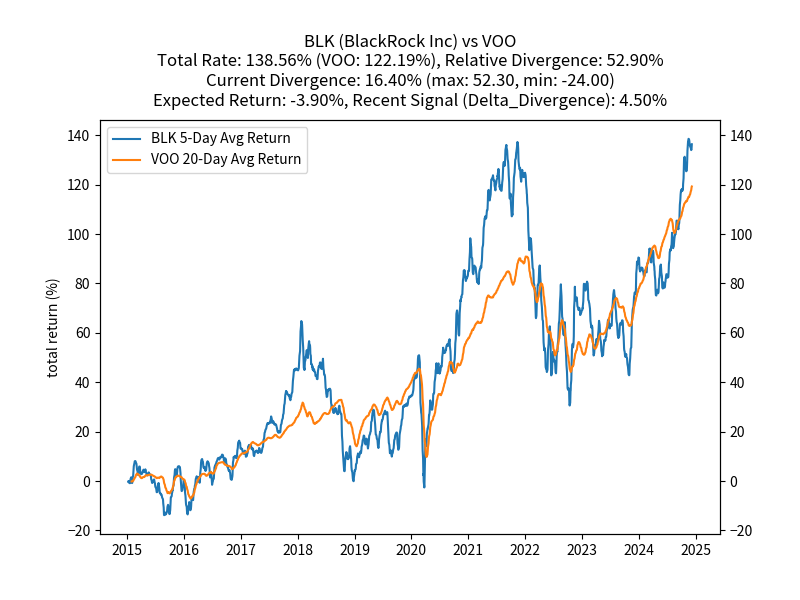 BLK (BlackRock Inc) vs VOO
Total Rate: 138.56% (VOO: 122.19%), Relative Divergence: 52.90%
Current Divergence: 16.40% (max: 52.30, min: -24.00)
Expected Return: -3.90%, Recent Signal (Delta_Divergence): 4.50%
BLK 5-Day Avg Return
VOO 20-Day Avg Return
total return (%)
140 140
120 120
100 100
80 80
60 60
40 40
20 20
0 0
−20 −20
2015 2016 2017 2018 2019 2020 2021 2022 2023 2024 2025